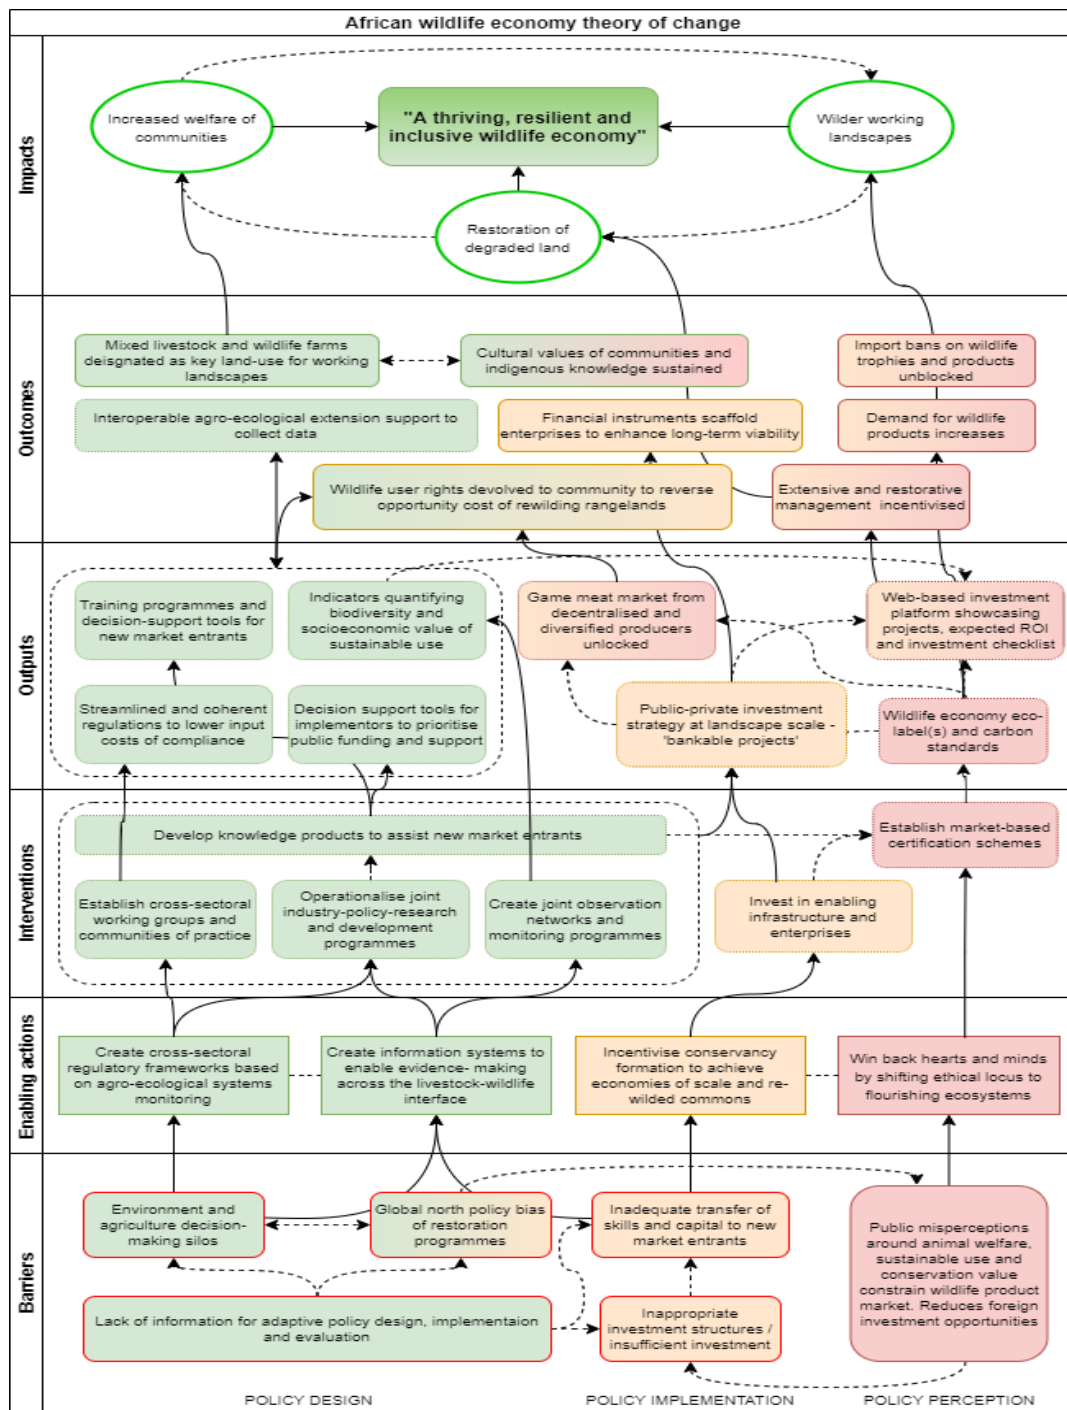 African wildlife economy theory of change
Impacts
Increased welfare of
communities
"A thriving, resilient and
inclusive wildlife economy"
Wilder working
landscapes
Restoration of
degraded land
Outcomes
Mixed livestock and wildlife farms
deisgnated as key land-use for working
landscapes
Cultural values of communities and
indigenous knowledge sustained
Import bans on wildlife
trophies and products
unblocked
Interoperable agro-ecological extension support to
collect data
Financial instruments scaffold
enterprises to enhance long-term viability
Demand for wildlife
products increases
Wildlife user rights devolved to community to reverse
opportunity cost of rewilding rangelands
Extensive and restorative
management incentivised
Outputs
Training programmes and
decision-support tools for
new market entrants
Indicators quantifying
biodiversity and
socioeconomic value of
sustainable use
Game meat market from
decentralised and
diversified producers
unlocked
Web-based investment
platform showcasing
projects, expected ROI
and investment checklist
Streamlined and coherent
regulations to lower input
costs of compliance
Decision support tools for
implementors to prioritise
public funding and support
Public-private investment
strategy at landscape scale -
'bankable projects'
Wildlife economy eco-
label(s) and carbon
standards
Interventions
Develop knowledge products to assist new market entrants
Establish market-based
certification schemes
Establish cross-sectoral
working groups and
communities of practice
Operationalise joint
industry-policy-research
and development
programmes
Create joint observation
networks and
monitoring programmes
Invest in enabling
infrastructure and
enterprises
Enabling actions
Create cross-sectoral
regulatory frameworks based
on agro-ecological systems
monitoring
Create information systems to
enable evidence- making
across the livestock-wildlife
interface
Incentivise conservancy
formation to achieve
economies of scale and re-
wilded commons
Win back hearts and minds
by shifting ethical locus to
flourishing ecosystems
Barriers
Environment and
agriculture decision-
making silos
Global north policy bias
of restoration
programmes
Inadequate transfer of
skills and capital to new
market entrants
Public misperceptions
around animal welfare,
sustainable use and
conservation value
constrain wildlife product
market. Reduces foreign
investment opportunities
Lack of information for adaptive policy design, implementaion
and evaluation
Inappropriate
investment structures /
insufficient investment
POLICY DESIGN
POLICY IMPLEMENTATION
POLICY PERCEPTION